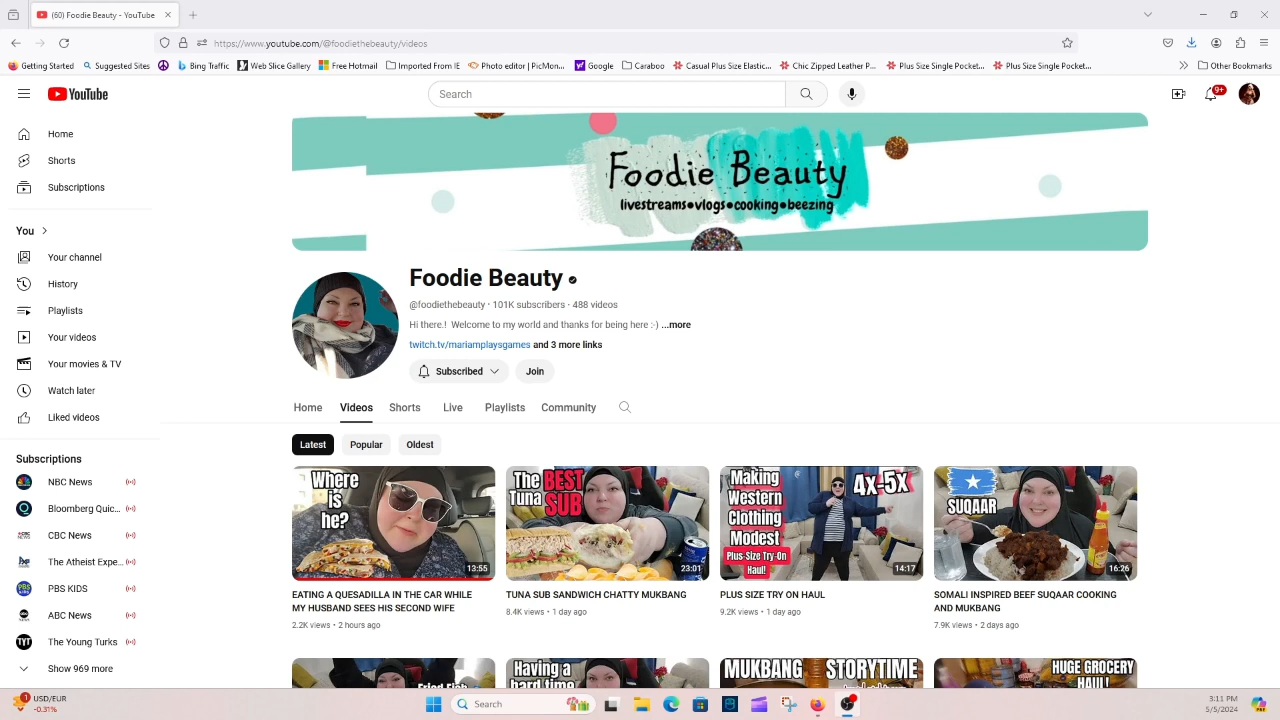 (60) Foodie Beauty - YouTube
https://www.youtube.com/@foodiethebeauty/videos
Getting Started
Suggested Sites
Bing Traffic
Web Slice Gallery
Free Hotmail
Imported From IE
Photo editor | PicMon...
Google
Caraboo
Casual Plus Size Elastic...
Chic Zipped Leather P...
Plus Size Single Pocket...
Plus Size Single Pocket...
Other Bookmarks
YouTube
Search
9+
Home
Shorts
Subscriptions
You
Your channel
History
Playlists
Your videos
Your movies & TV
Watch later
Liked videos
Subscriptions
NBC News
Bloomberg Quic...
CBC News
The Atheist Expe...
PBS KIDS
ABC News
TYT
The Young Turks
Show 969 more
Foodie Beauty
livestreams•vlogs•cooking•beezing
Foodie Beauty
@foodiethebeauty · 101K subscribers · 488 videos
Hi there.! Welcome to my world and thanks for being here :-) ...more
twitch.tv/mariamplaysgames and 3 more links
Subscribed
Join
Home
Videos
Shorts
Live
Playlists
Community
Latest
Popular
Oldest
Where
is
he?
13:55
EATING A QUESADILLA IN THE CAR WHILE
MY HUSBAND SEES HIS SECOND WIFE
2.2K views • 2 hours ago
The BEST
Tuna SUB
23:01
TUNA SUB SANDWICH CHATTY MUKBANG
8.4K views • 1 day ago
Making
Western
Clothing
Modest
Plus-Size Try-On
Haul!
4X-5X
14:17
PLUS SIZE TRY ON HAUL
9.2K views • 1 day ago
SUQAAR
16:26
SOMALI INSPIRED BEEF SUQAAR COOKING
AND MUKBANG
7.9K views • 2 days ago
Fried Fish
Having a
hard time
MUKBANG STORYTIME
HUGE GROCERY
HAUL!
1
USD/EUR
-0.31%
Search
3:11 PM
5/5/2024